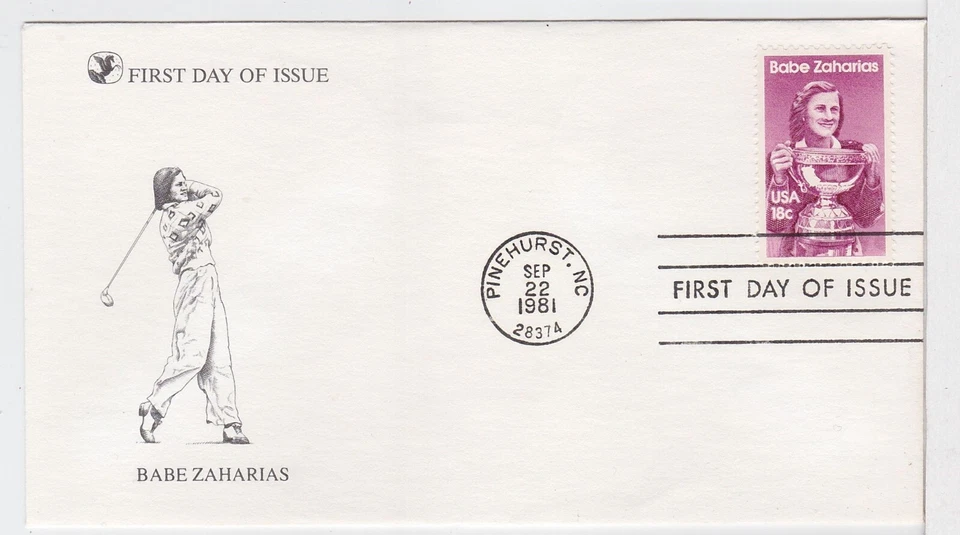 FIRST DAY OF ISSUE
Babe Zaharias
USA
18c
PINEHURST, NC
SEP
22
1981
28374
FIRST DAY OF ISSUE
BABE ZAHARIAS